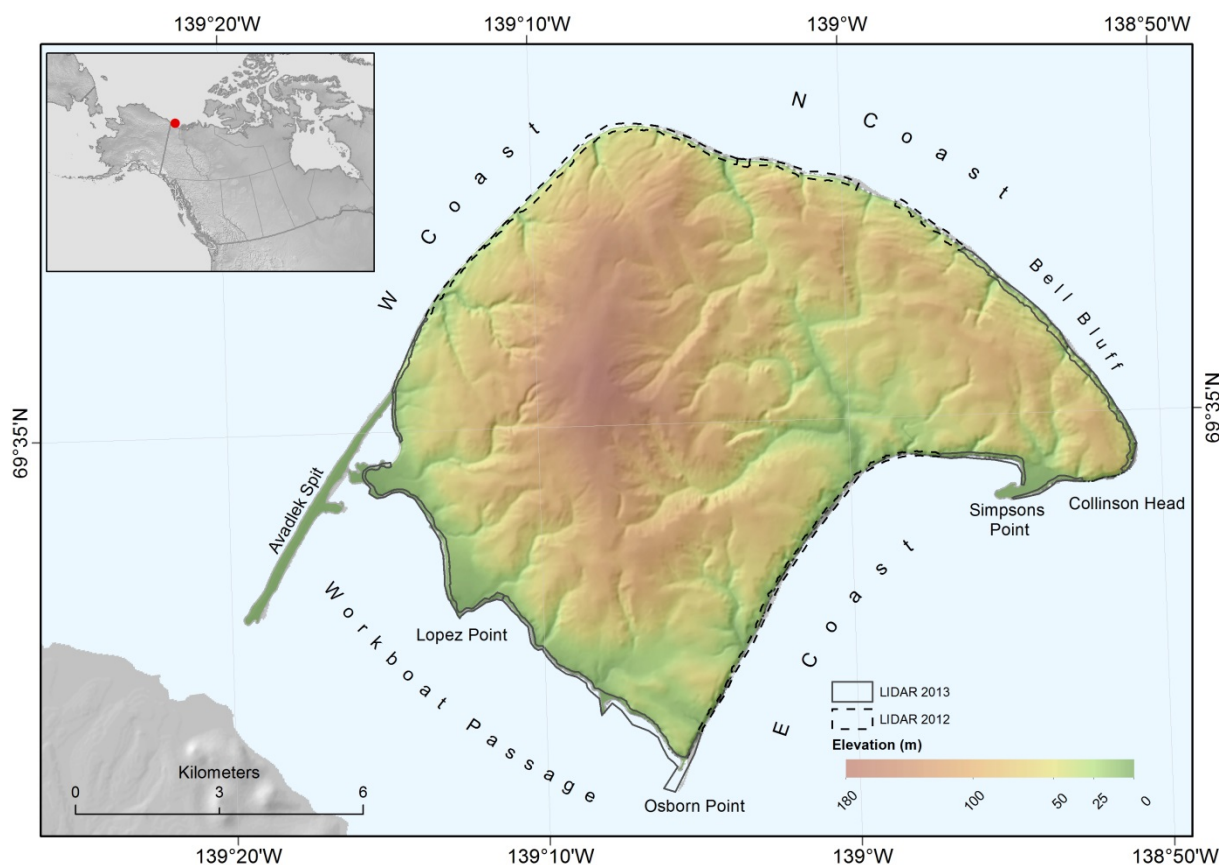 139°20'W
139°10'W
139°W
138°50'W
N Coast
W Coast
Bell Bluff
69°35'N
69°35'N
Avadlek Spit
Simpsons
Point
Collinson Head
Lopez Point
E Coast
Workboat Passage
LIDAR 2013
LIDAR 2012
Elevation (m)
180
100
50
25
0
Kilometers
0
3
6
Osborn Point
139°20'W
139°10'W
139°W
138°50'W